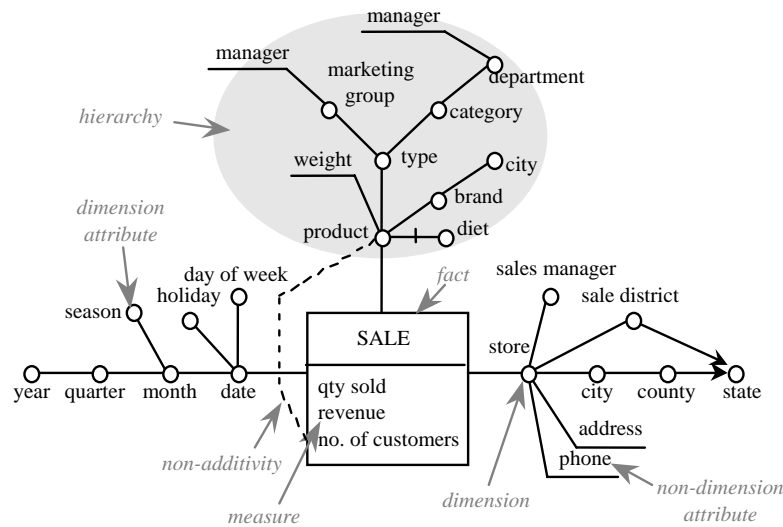 manager
manager
marketing
group
department
hierarchy
category
type
weight
city
brand
product
diet
dimension
attribute
day of week
holiday
season
fact
sales manager
sale district
SALE
store
year
quarter
month
date
city
county
state
qty sold
revenue
no. of customers
address
phone
non-additivity
measure
dimension
non-dimension
attribute